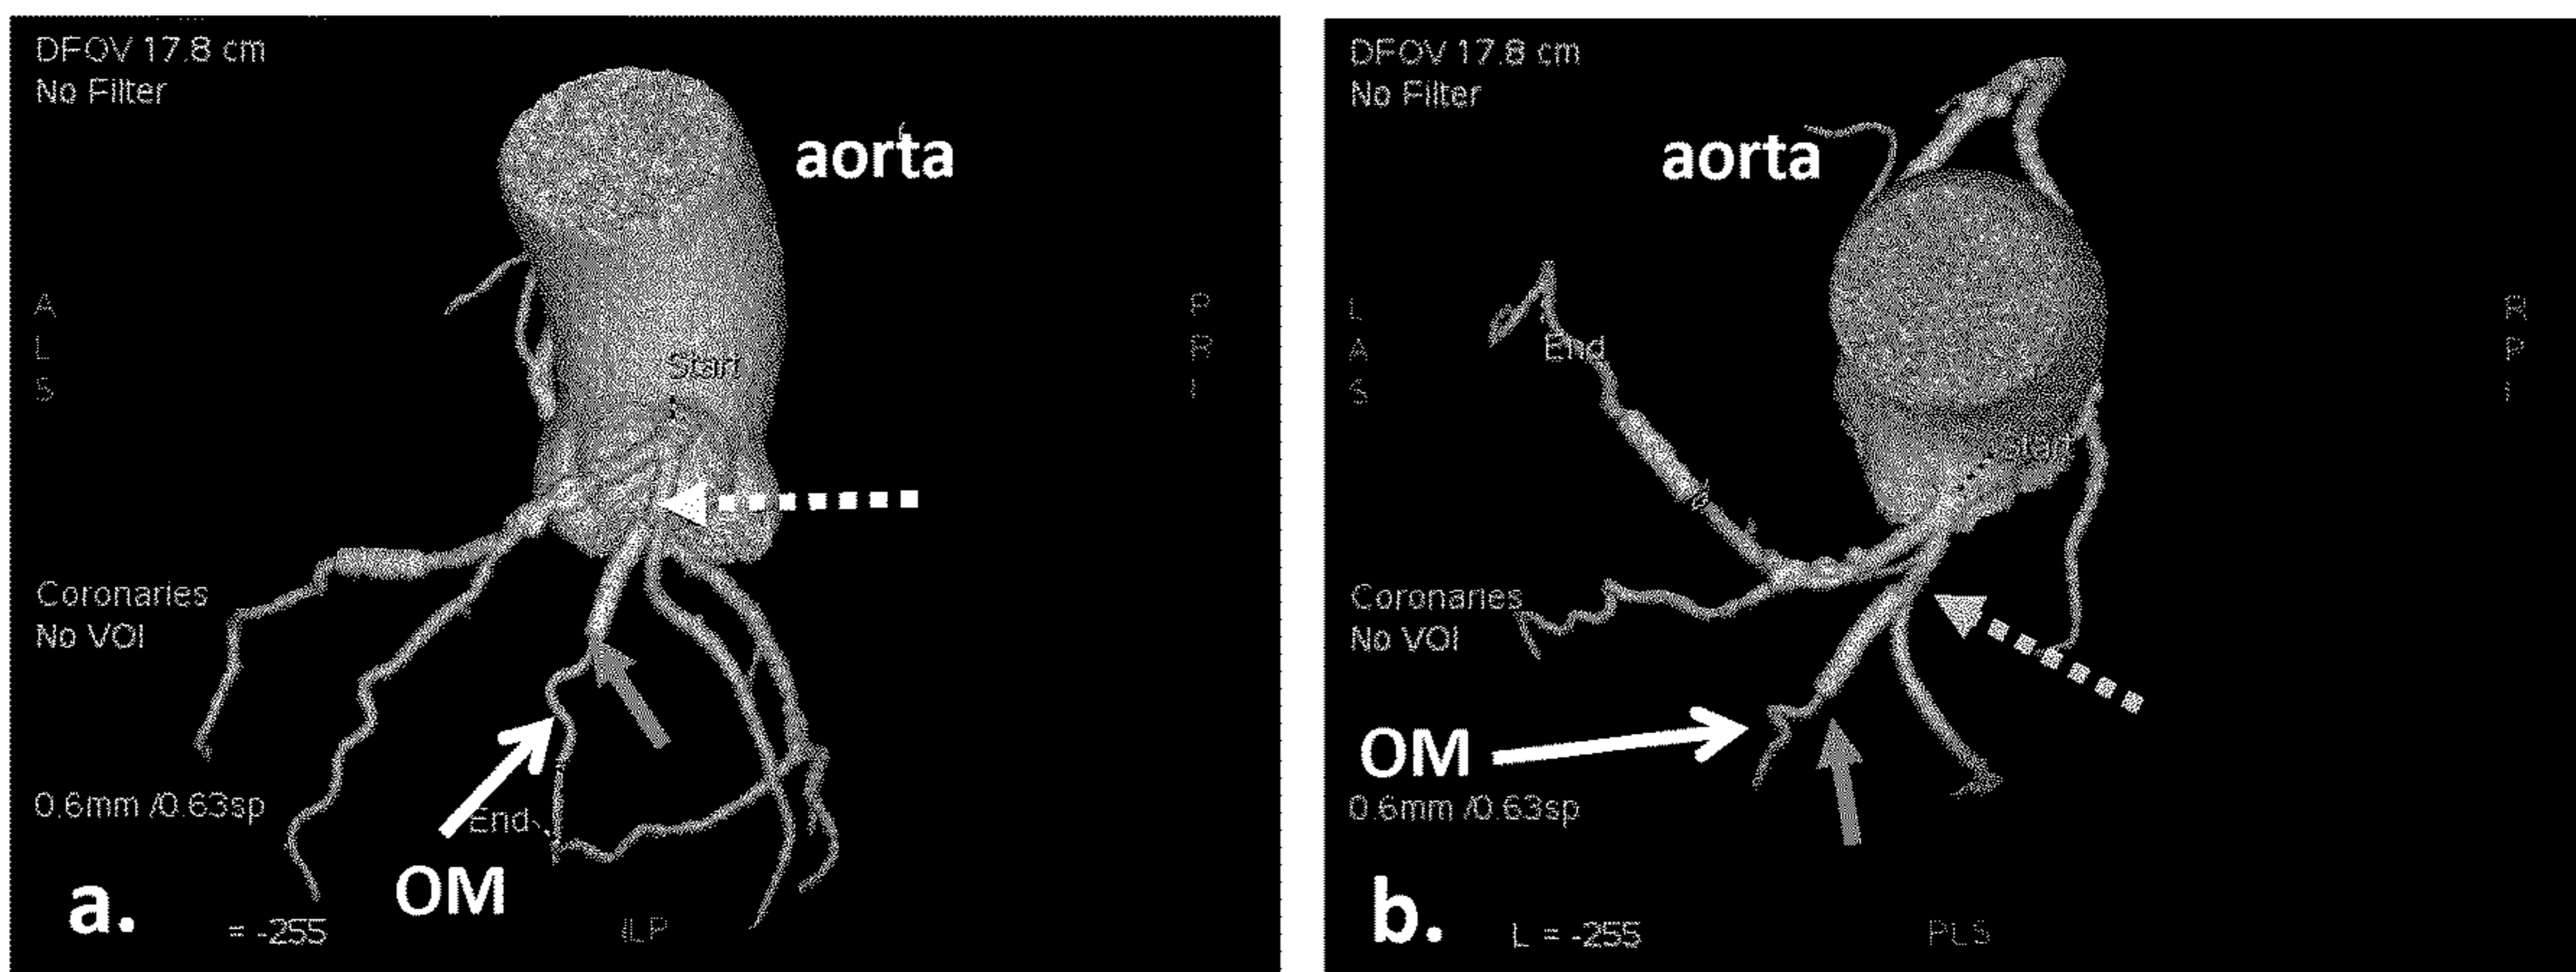 DFOV 17.8 cm
No Filter
aorta
A
L
S
P
R
I
Start
Coronaries
No VOI
0.6mm /0.63sp
End
OM
a.
= -255
ILP
DFOV 17.8 cm
No Filter
aorta
L
A
S
R
P
I
End
Start
Coronaries
No VOI
OM
0.6mm /0.63sp
b.
L = -255
PLS